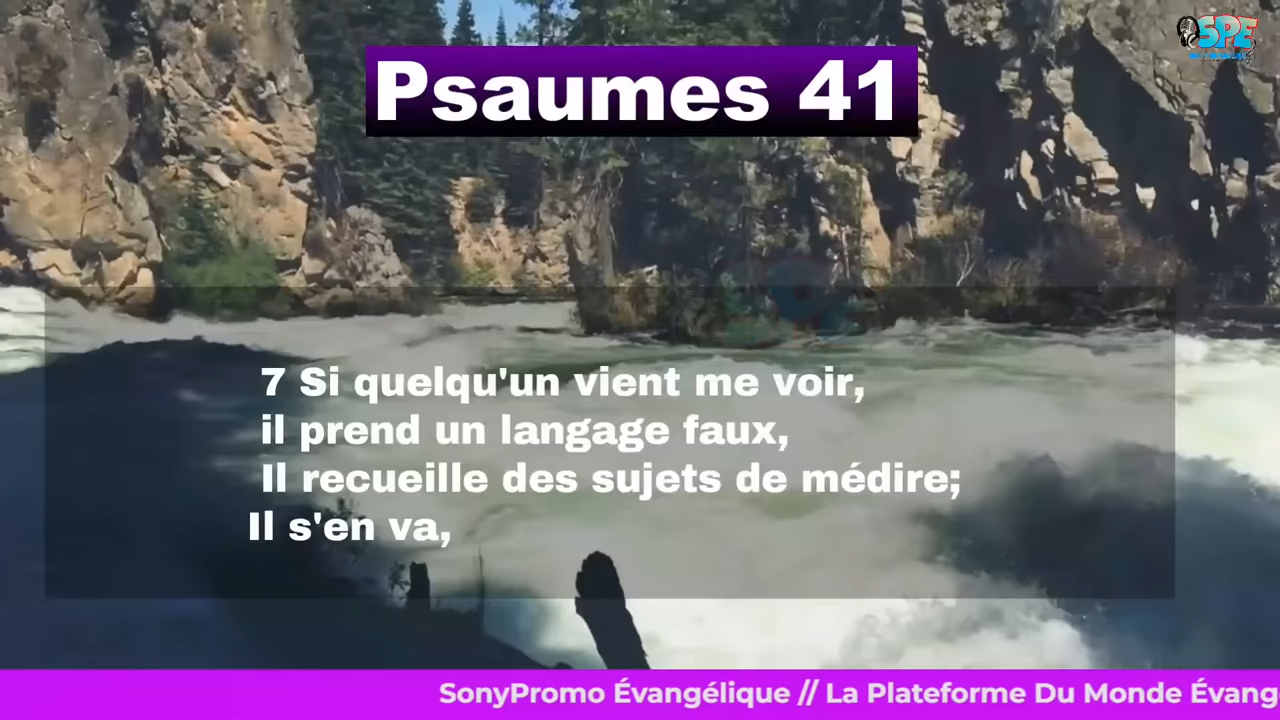 SPE
Psaumes 41
7 Si quelqu'un vient me voir,
il prend un langage faux,
Il recueille des sujets de médire;
Il s'en va,
SonyPromo Évangélique // La Plateforme Du Monde Évang